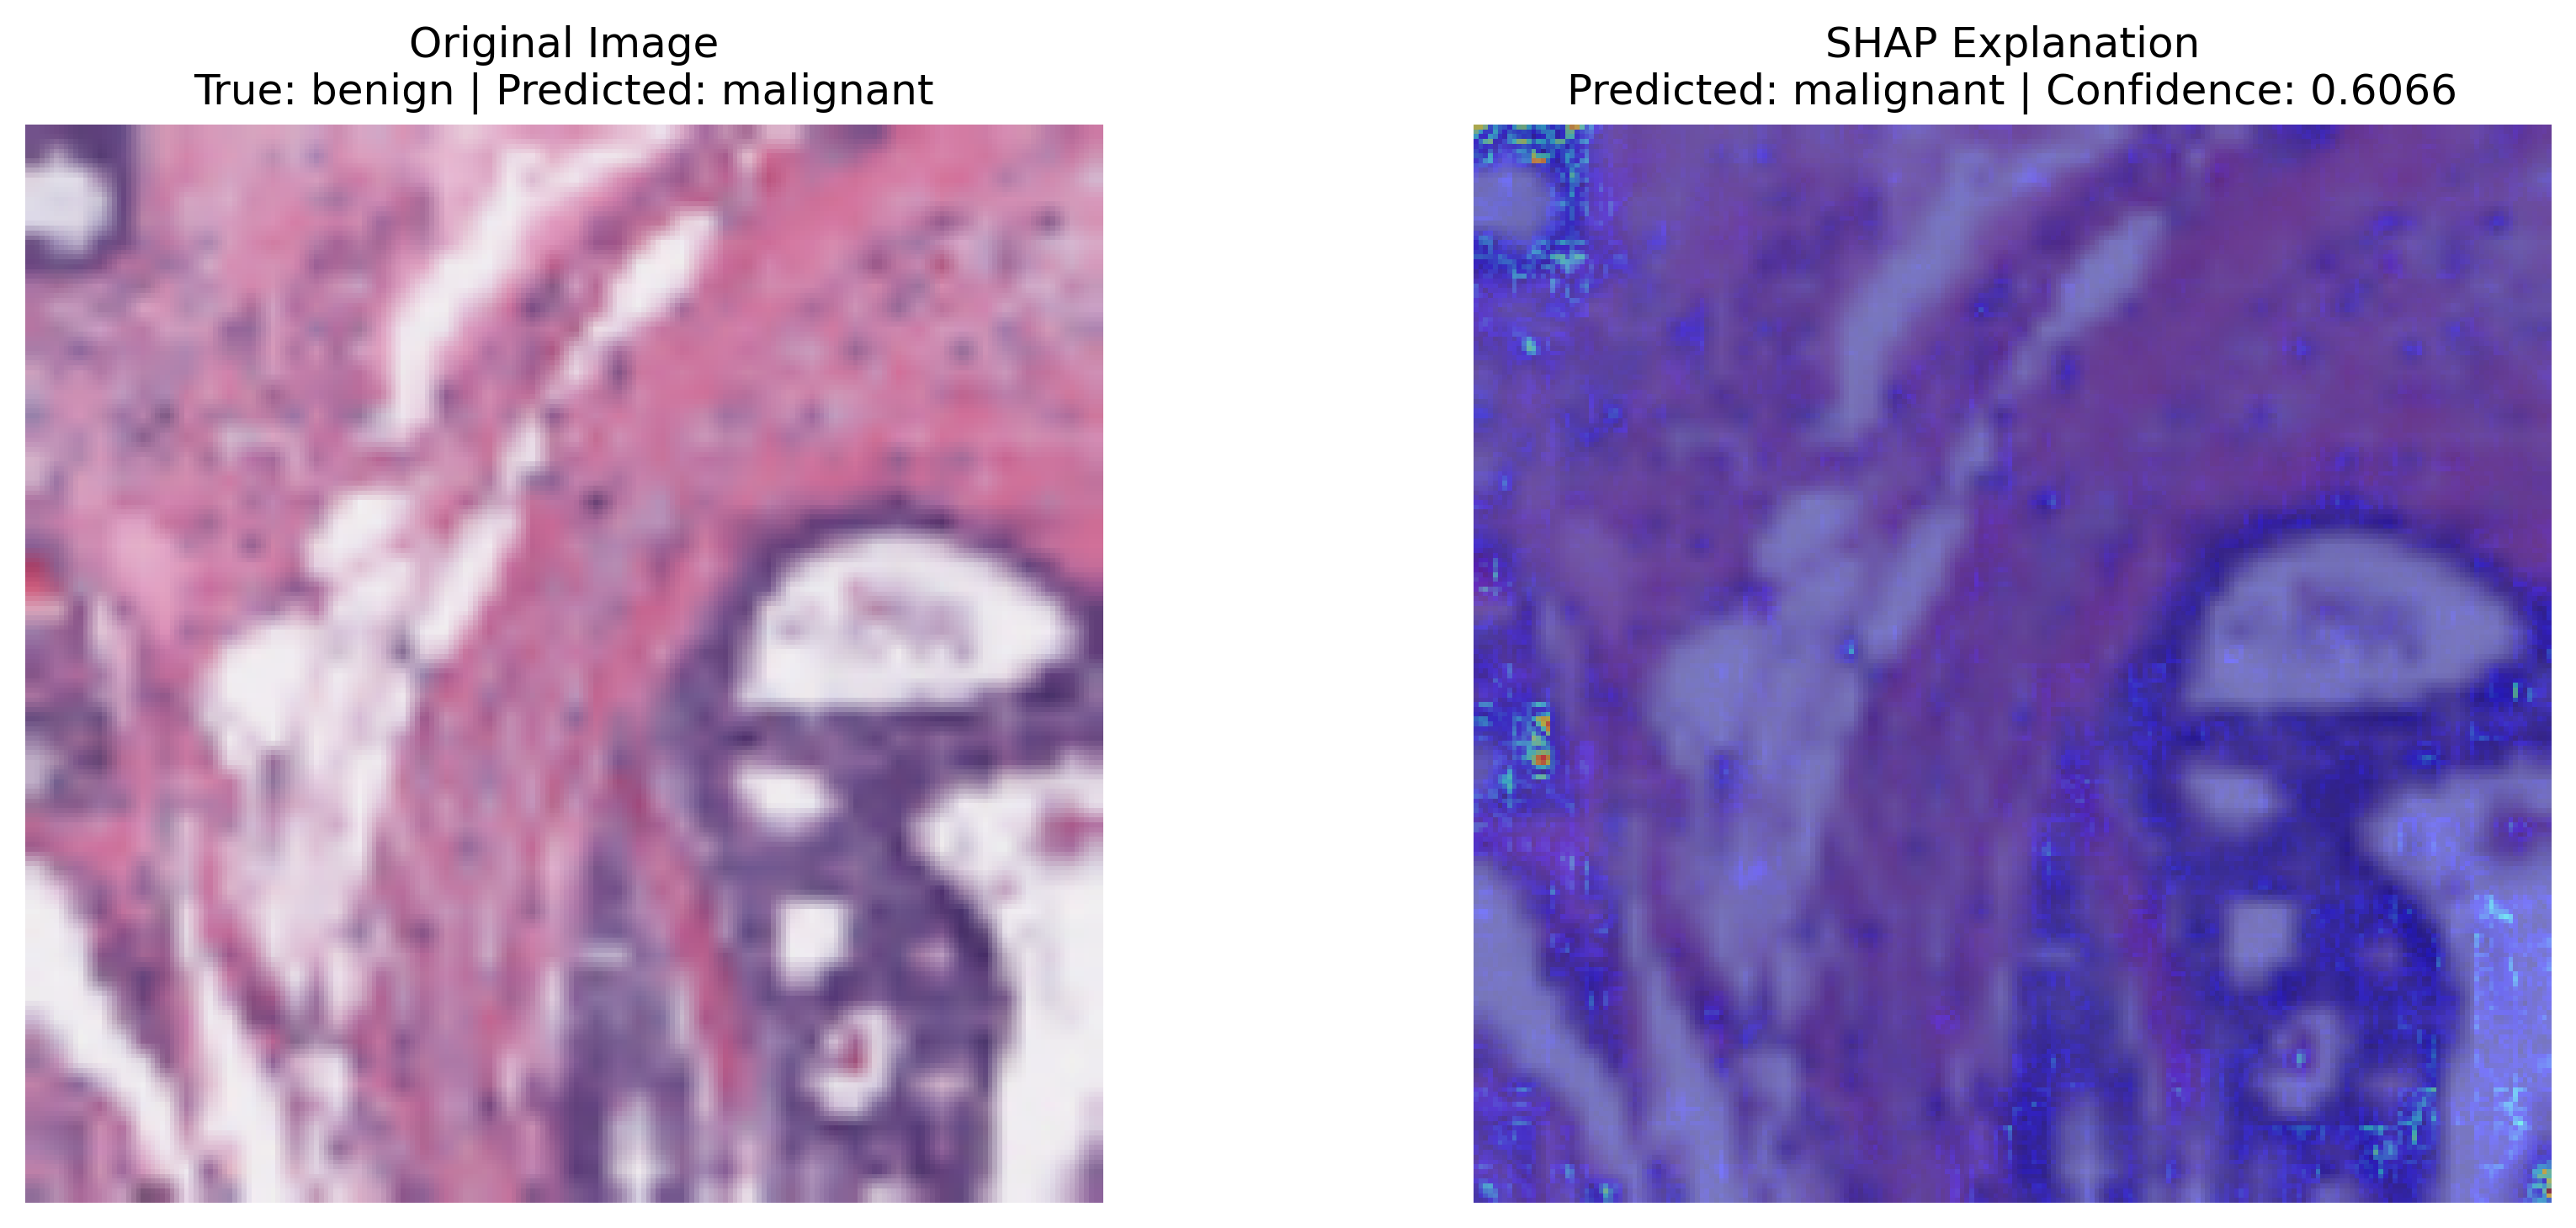 Original Image
True: benign | Predicted: malignant
SHAP Explanation
Predicted: malignant | Confidence: 0.6066